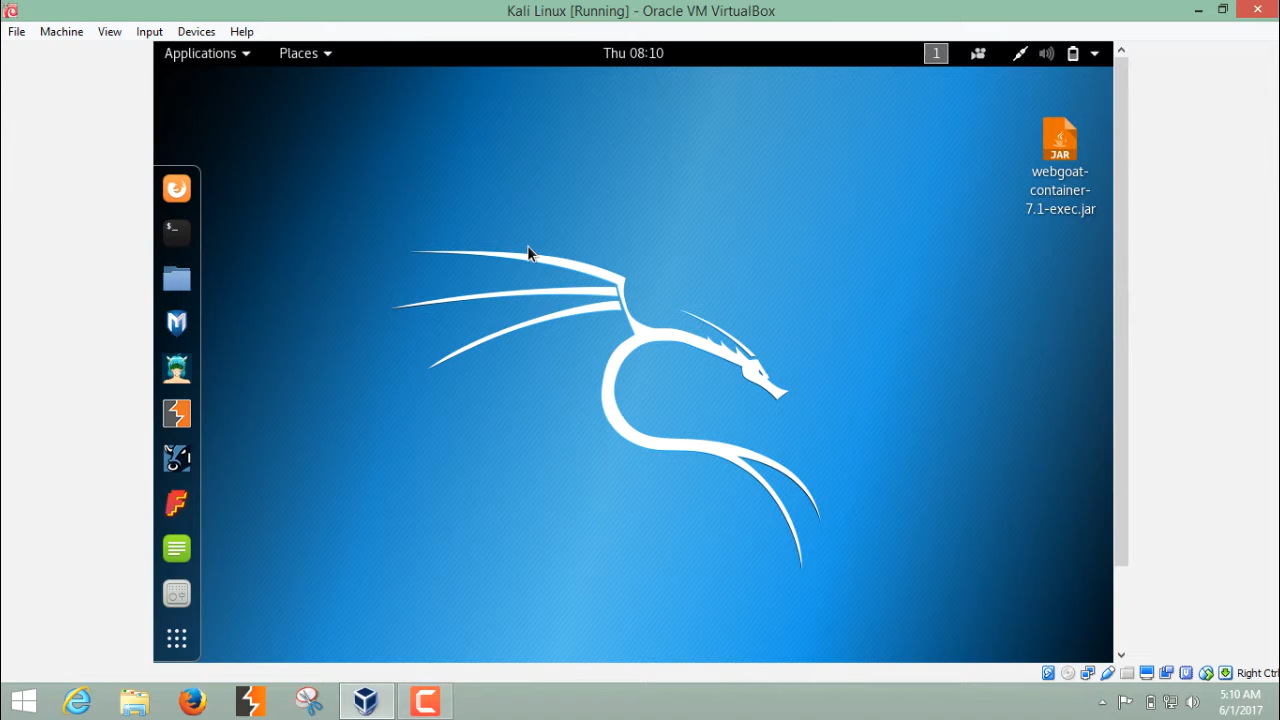 Kali Linux [Running] - Oracle VM VirtualBox
File Machine View Input Devices Help
Applications Places Thu 08:10 1
JAR
webgoat-
container-
7.1-exec.jar
$_
Right Ctrl
5:10 AM
6/1/2017